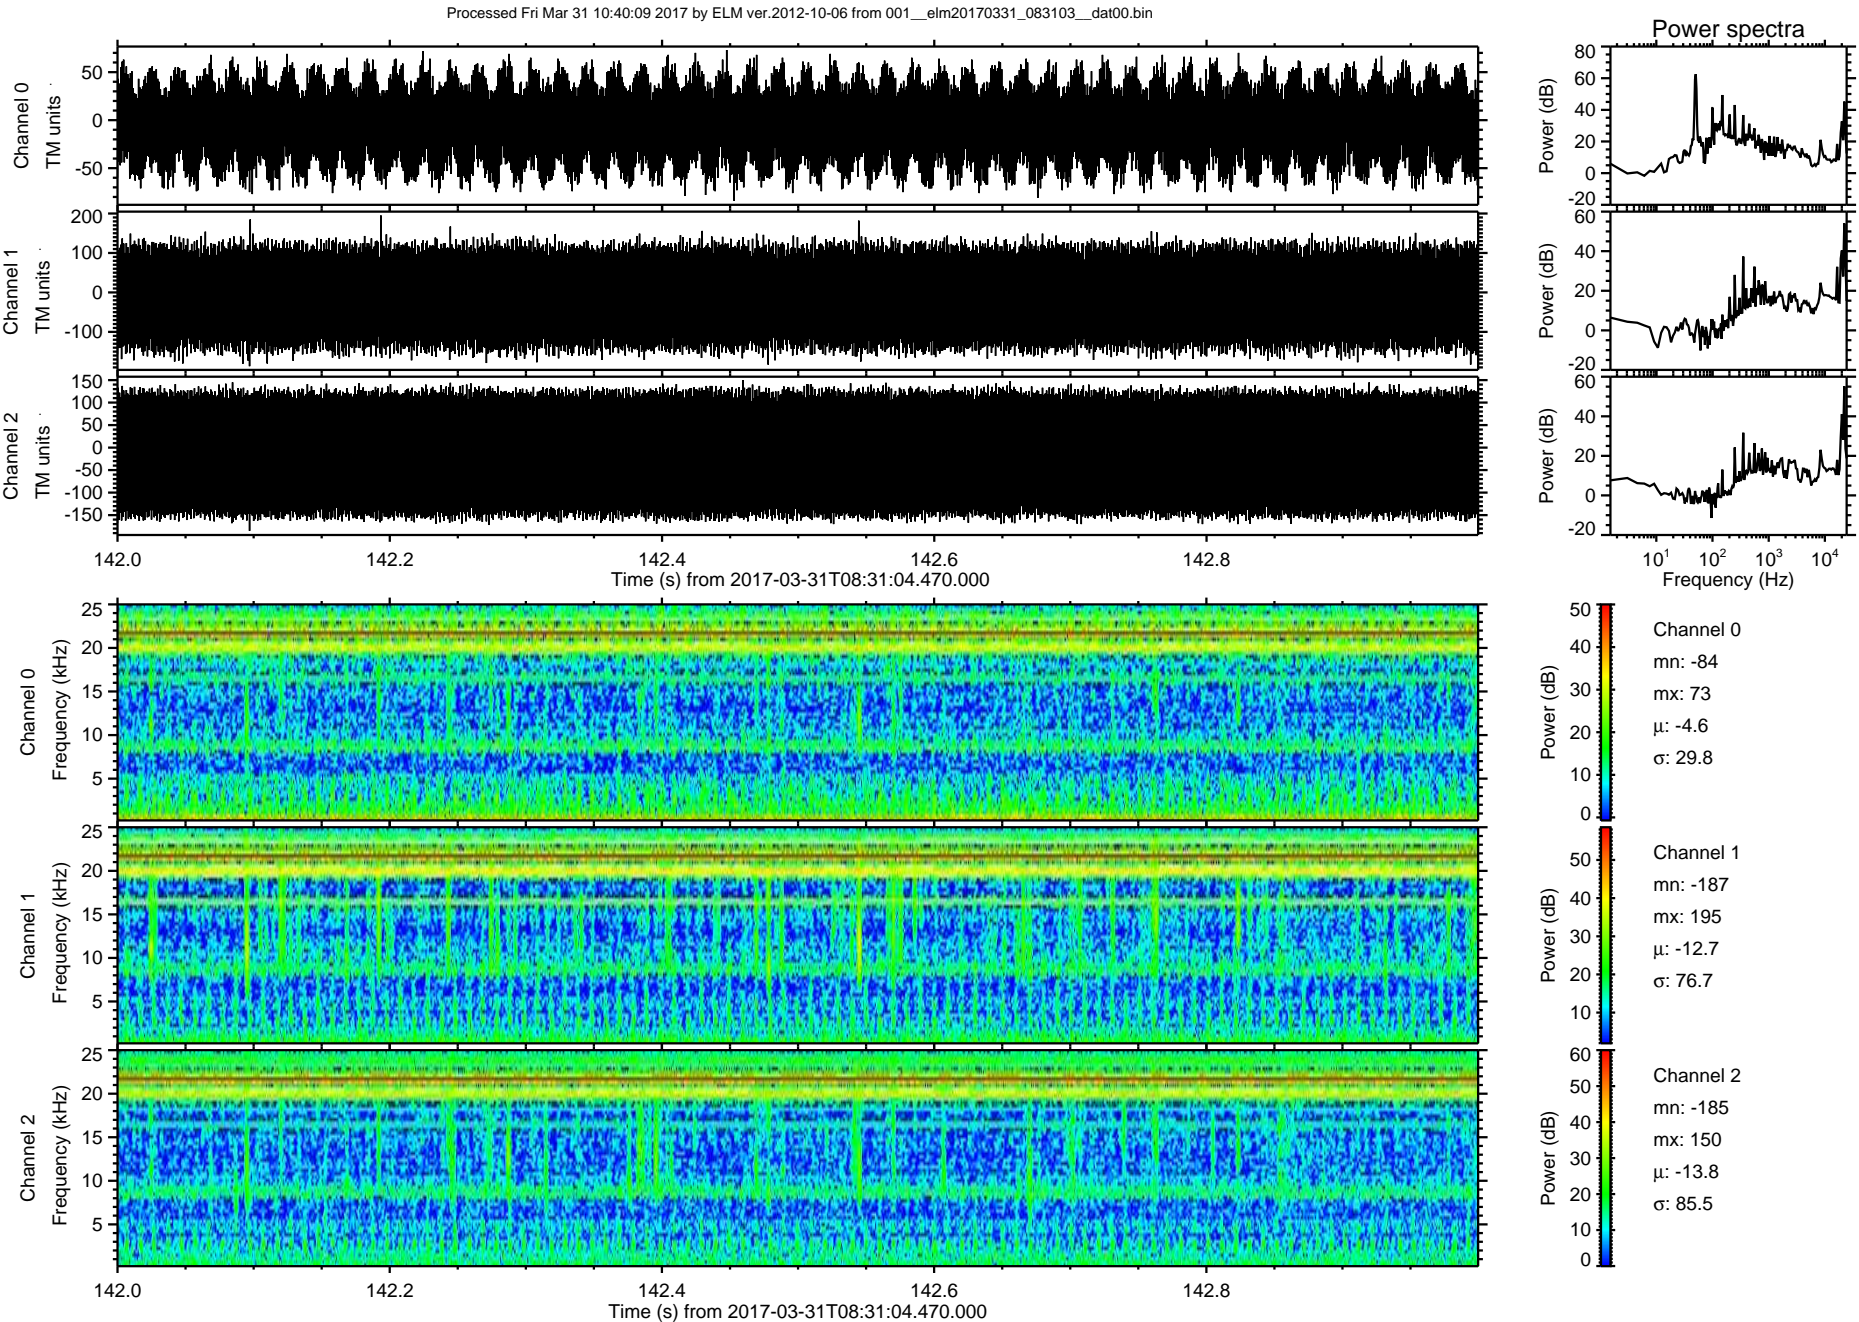 Processed Fri Mar 31 10:40:09 2017 by ELM ver.2012-10-06 from 001__elm20170331_083103__dat00.bin
Power spectra
Channel 0
TM units
50
0
-50
Power (dB)
80
60
40
20
0
-20
Channel 1
TM units
200
100
0
-100
Power (dB)
60
40
20
0
-20
Channel 2
TM units
150
100
50
0
-50
-100
-150
Power (dB)
60
40
20
0
-20
142.0 142.2 142.4 142.6 142.8
Time (s) from 2017-03-31T08:31:04.470.000
10¹ 10² 10³ 10⁴
Frequency (Hz)
Channel 0
Frequency (kHz)
25
20
15
10
5
Power (dB)
50
40
30
20
10
0
Channel 0
mn: -84
mx: 73
μ: -4.6
σ: 29.8
Channel 1
Frequency (kHz)
25
20
15
10
5
Power (dB)
50
40
30
20
10
Channel 1
mn: -187
mx: 195
μ: -12.7
σ: 76.7
Channel 2
Frequency (kHz)
25
20
15
10
5
Power (dB)
60
50
40
30
20
10
0
Channel 2
mn: -185
mx: 150
μ: -13.8
σ: 85.5
142.0 142.2 142.4 142.6 142.8
Time (s) from 2017-03-31T08:31:04.470.000